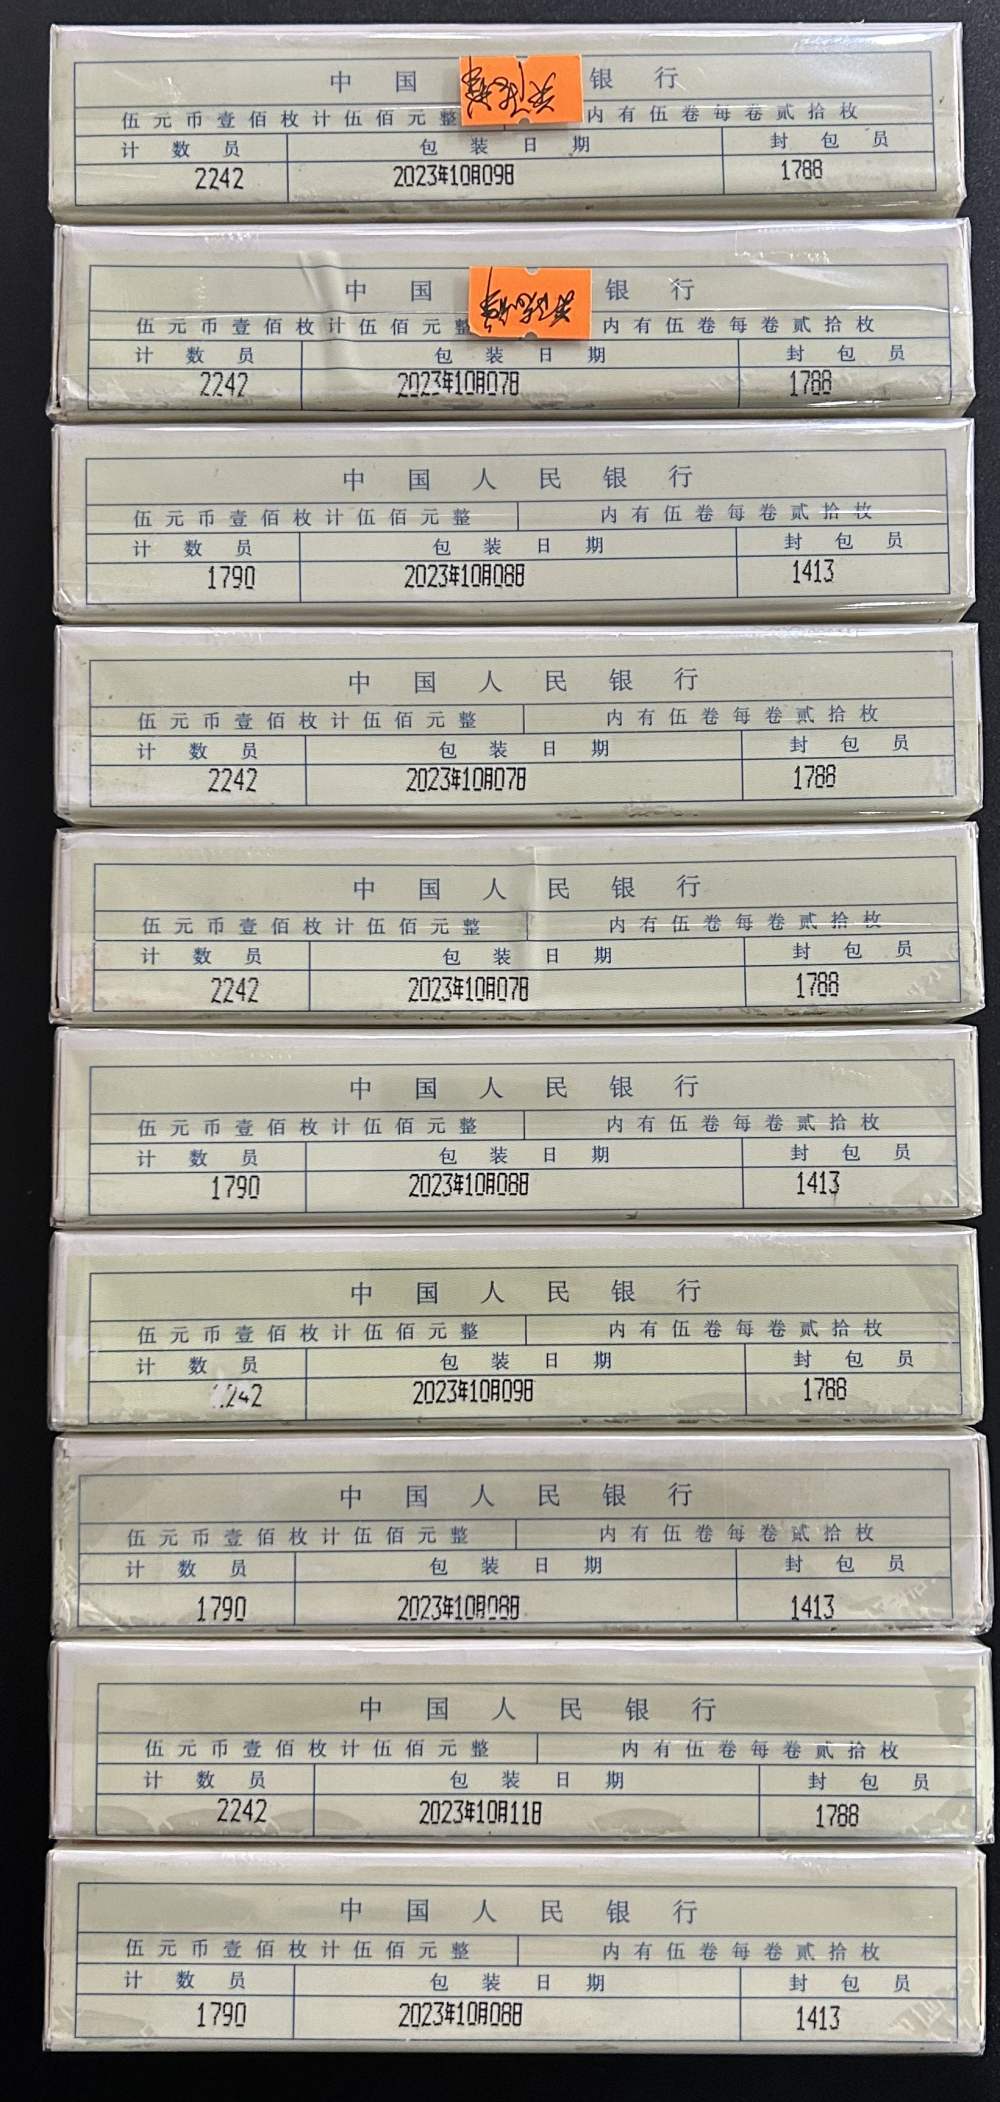 中 国 银 行
伍元币壹佰枚计伍佰元整 内有伍卷每卷贰拾枚
计数员 包装日期 封包员
2242 2023年10月09日 1788
中 国 银 行
伍元币壹佰枚计伍佰元整 内有伍卷每卷贰拾枚
计数员 包装日期 封包员
2242 2023年10月07日 1788
中国人民银行
伍元币壹佰枚计伍佰元整 内有伍卷每卷贰拾枚
计数员 包装日期 封包员
1790 2023年10月08日 1413
中国人民银行
伍元币壹佰枚计伍佰元整 内有伍卷每卷贰拾枚
计数员 包装日期 封包员
2242 2023年10月07日 1788
中国人民银行
伍元币壹佰枚计伍佰元整 内有伍卷每卷贰拾枚
计数员 包装日期 封包员
2242 2023年10月07日 1788
中国人民银行
伍元币壹佰枚计伍佰元整 内有伍卷每卷贰拾枚
计数员 包装日期 封包员
1790 2023年10月08日 1413
中国人民银行
伍元币壹佰枚计伍佰元整 内有伍卷每卷贰拾枚
计数员 包装日期 封包员
242 2023年10月09日 1788
中国人民银行
伍元币壹佰枚计伍佰元整 内有伍卷每卷贰拾枚
计数员 包装日期 封包员
1790 2023年10月08日 1413
中国人民银行
伍元币壹佰枚计伍佰元整 内有伍卷每卷贰拾枚
计数员 包装日期 封包员
2242 2023年10月11日 1788
中国人民银行
伍元币壹佰枚计伍佰元整 内有伍卷每卷贰拾枚
计数员 包装日期 封包员
1790 2023年10月08日 1413